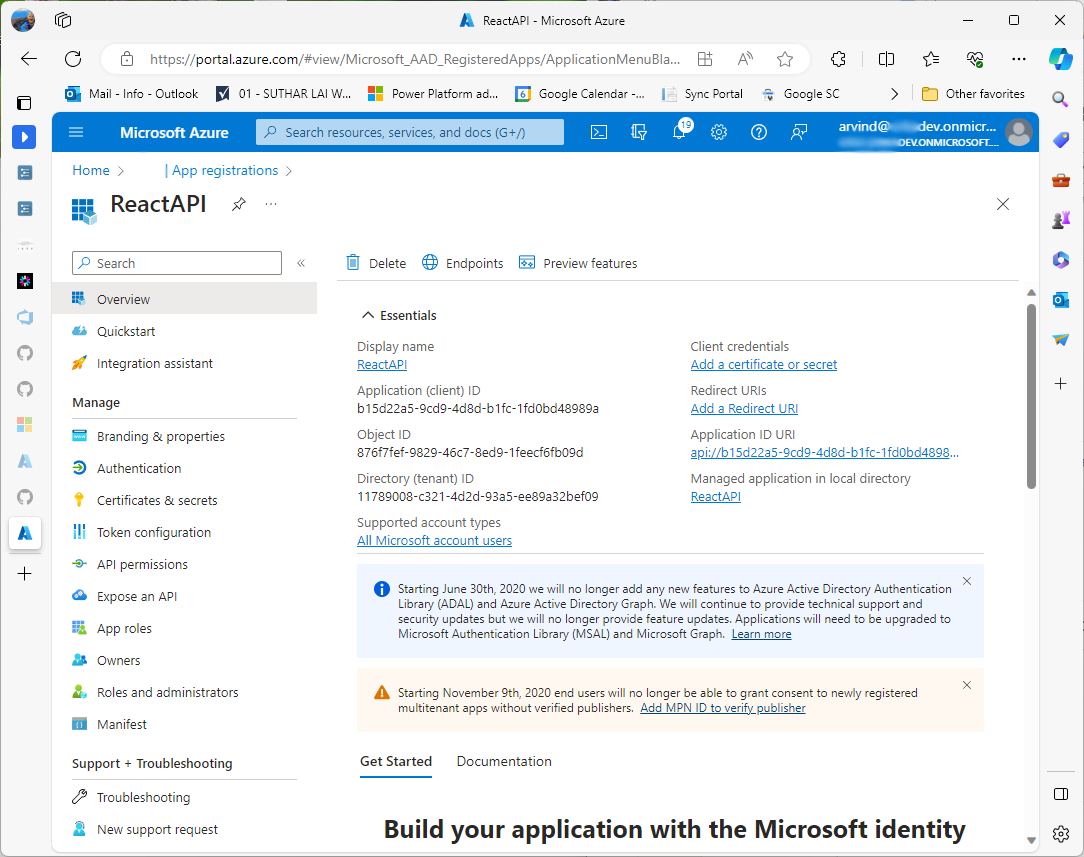 ReactAPI - Microsoft Azure
https://portal.azure.com/#view/Microsoft_AAD_RegisteredApps/ApplicationMenuBla...
Mail - Info - Outlook
01 - SUTHAR LAI W...
Power Platform ad...
Google Calendar -...
Sync Portal
Google SC
Other favorites
Microsoft Azure
Search resources, services, and docs (G+/)
19
arvind@ dev.onmicr...
DEV.ONMICROSOFT....
Home
| App registrations
ReactAPI
Search
Delete
Endpoints
Preview features
Overview
Quickstart
Integration assistant
Manage
Branding & properties
Authentication
Certificates & secrets
Token configuration
API permissions
Expose an API
App roles
Owners
Roles and administrators
Manifest
Support + Troubleshooting
Troubleshooting
New support request
Essentials
Display name
ReactAPI
Application (client) ID
b15d22a5-9cd9-4d8d-b1fc-1fd0bd48989a
Object ID
876f7fef-9829-46c7-8ed9-1feecf6fb09d
Directory (tenant) ID
11789008-c321-4d2d-93a5-ee89a32bef09
Supported account types
All Microsoft account users
Client credentials
Add a certificate or secret
Redirect URIs
Add a Redirect URI
Application ID URI
api://b15d22a5-9cd9-4d8d-b1fc-1fd0bd4898...
Managed application in local directory
ReactAPI
Starting June 30th, 2020 we will no longer add any new features to Azure Active Directory Authentication
Library (ADAL) and Azure Active Directory Graph. We will continue to provide technical support and
security updates but we will no longer provide feature updates. Applications will need to be upgraded to
Microsoft Authentication Library (MSAL) and Microsoft Graph. Learn more
Starting November 9th, 2020 end users will no longer be able to grant consent to newly registered
multitenant apps without verified publishers. Add MPN ID to verify publisher
Get Started
Documentation
Build your application with the Microsoft identity